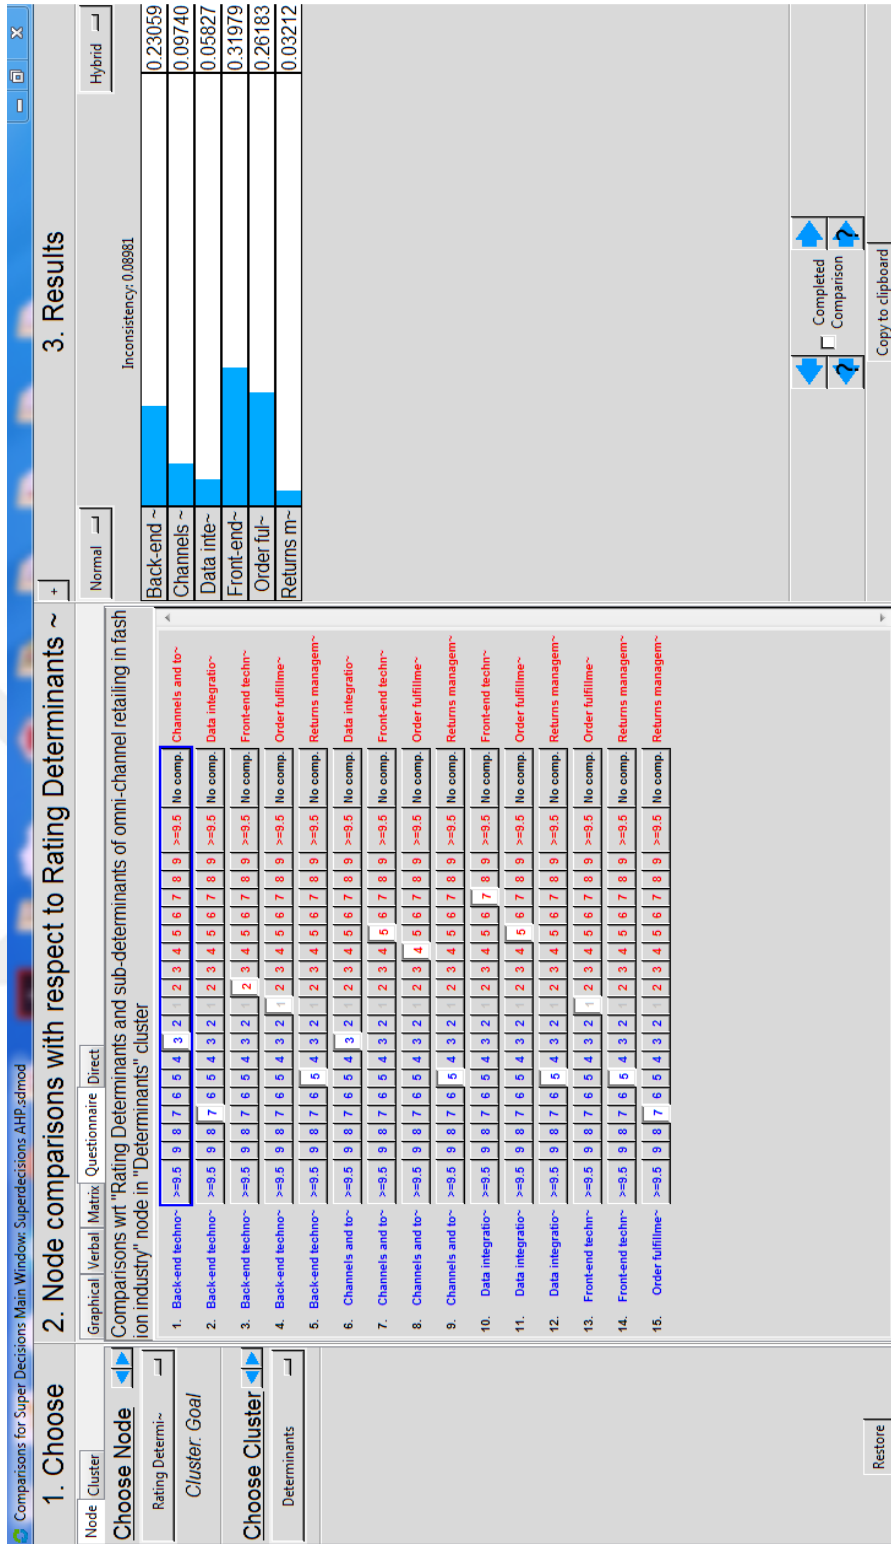 Comparisons for Super Decisions Main Window: Superdecisions AHP.sdmod
1. Choose
Node Cluster
Choose Node
Rating Determi~
Cluster: Goal
Choose Cluster
Determinants
Restore
2. Node comparisons with respect to Rating Determinants ~
Graphical Verbal Matrix Questionnaire Direct
Comparisons wrt "Rating Determinants and sub-determinants of omni-channel retailing in fash
ion industry" node in "Determinants" cluster
1. Back-end techno~ >=9.5 9 8 7 6 5 4 3 2 1 2 3 4 5 6 7 8 9 >=9.5 No comp. Channels and to~
2. Back-end techno~ >=9.5 9 8 7 6 5 4 3 2 1 2 3 4 5 6 7 8 9 >=9.5 No comp. Data integratio~
3. Back-end techno~ >=9.5 9 8 7 6 5 4 3 2 1 2 3 4 5 6 7 8 9 >=9.5 No comp. Front-end techn~
4. Back-end techno~ >=9.5 9 8 7 6 5 4 3 2 1 2 3 4 5 6 7 8 9 >=9.5 No comp. Order fulfillme~
5. Back-end techno~ >=9.5 9 8 7 6 5 4 3 2 1 2 3 4 5 6 7 8 9 >=9.5 No comp. Returns managem~
6. Channels and to~ >=9.5 9 8 7 6 5 4 3 2 1 2 3 4 5 6 7 8 9 >=9.5 No comp. Data integratio~
7. Channels and to~ >=9.5 9 8 7 6 5 4 3 2 1 2 3 4 5 6 7 8 9 >=9.5 No comp. Front-end techn~
8. Channels and to~ >=9.5 9 8 7 6 5 4 3 2 1 2 3 4 5 6 7 8 9 >=9.5 No comp. Order fulfillme~
9. Channels and to~ >=9.5 9 8 7 6 5 4 3 2 1 2 3 4 5 6 7 8 9 >=9.5 No comp. Returns managem~
10. Data integratio~ >=9.5 9 8 7 6 5 4 3 2 1 2 3 4 5 6 7 8 9 >=9.5 No comp. Front-end techn~
11. Data integratio~ >=9.5 9 8 7 6 5 4 3 2 1 2 3 4 5 6 7 8 9 >=9.5 No comp. Order fulfillme~
12. Data integratio~ >=9.5 9 8 7 6 5 4 3 2 1 2 3 4 5 6 7 8 9 >=9.5 No comp. Returns managem~
13. Front-end techn~ >=9.5 9 8 7 6 5 4 3 2 1 2 3 4 5 6 7 8 9 >=9.5 No comp. Order fulfillme~
14. Front-end techn~ >=9.5 9 8 7 6 5 4 3 2 1 2 3 4 5 6 7 8 9 >=9.5 No comp. Returns managem~
15. Order fulfillme~ >=9.5 9 8 7 6 5 4 3 2 1 2 3 4 5 6 7 8 9 >=9.5 No comp. Returns managem~
+ 3. Results
Normal Hybrid
Inconsistency: 0.08981
Back-end ~ 0.23059
Channels ~ 0.09740
Data inte~ 0.05827
Front-end~ 0.31979
Order ful~ 0.26183
Returns m~ 0.03212
Completed
Comparison
? ?
Copy to clipboard